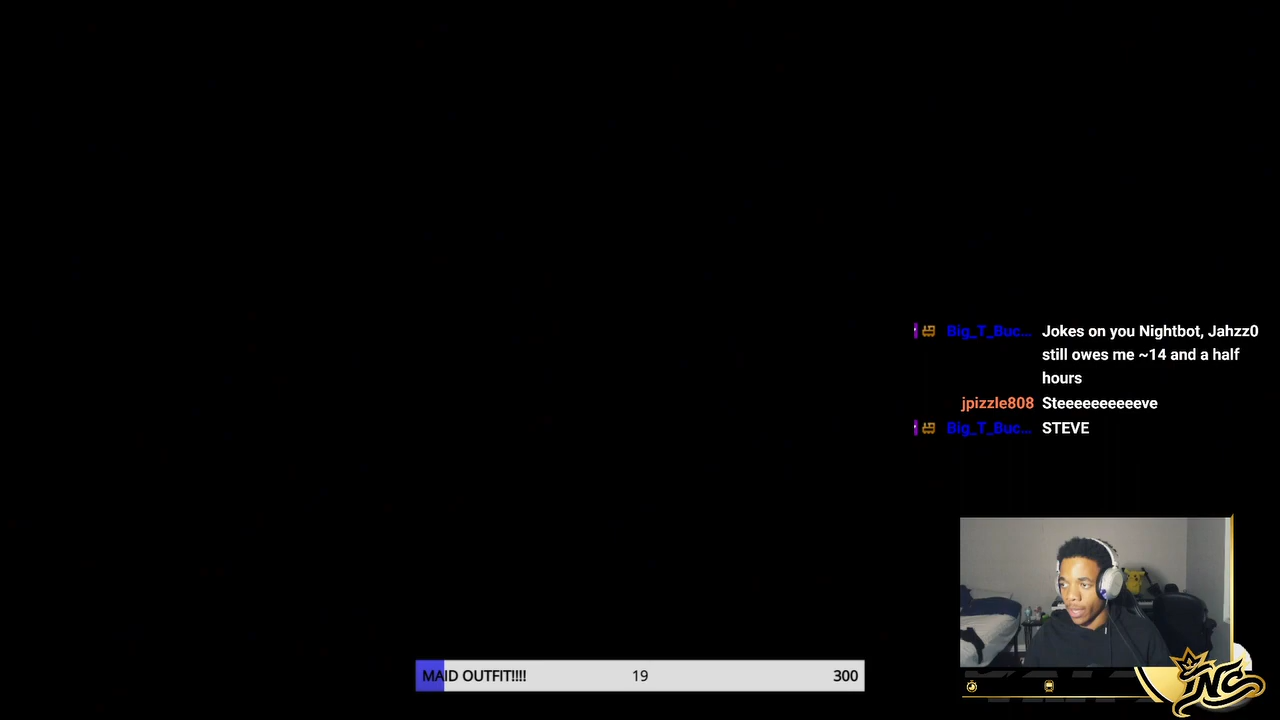 Big_T_Buc... Jokes on you Nightbot, Jahzz0
still owes me ~14 and a half
hours
jpizzle808 Steeeeeeeeeeve
Big_T_Buc... STEVE
MAID OUTFIT!!!! 19 300
NC